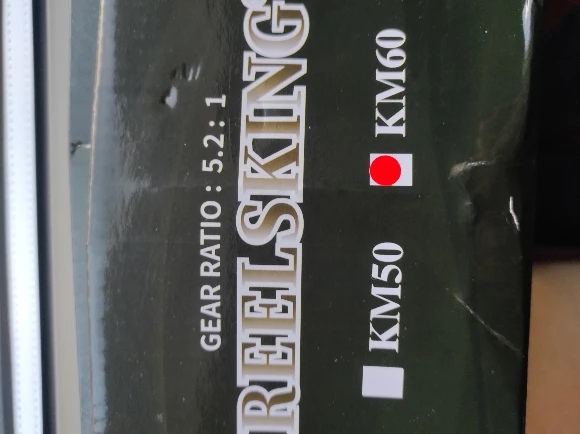 GEAR RATIO : 5.2 : 1
REELSKING
KM50 KM60